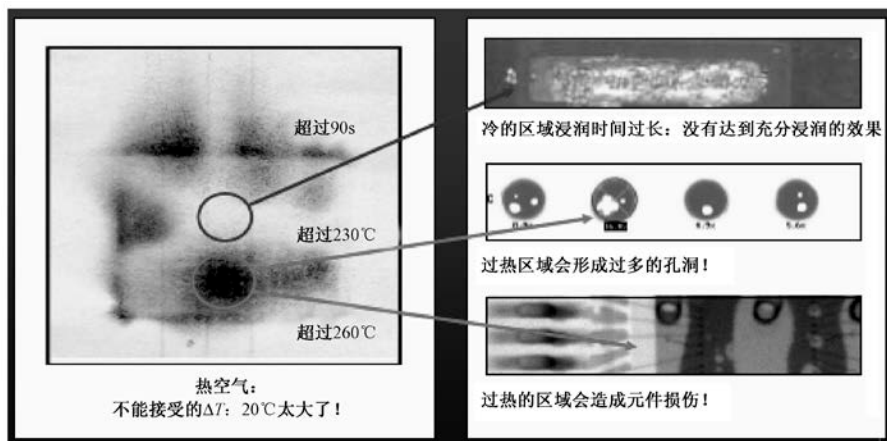 超过90s
超过230℃
超过260℃
热空气：
不能接受的ΔT：20℃太大了！
冷的区域浸润时间过长：没有达到充分浸润的效果
过热区域会形成过多的孔洞！
过热的区域会造成元件损伤！